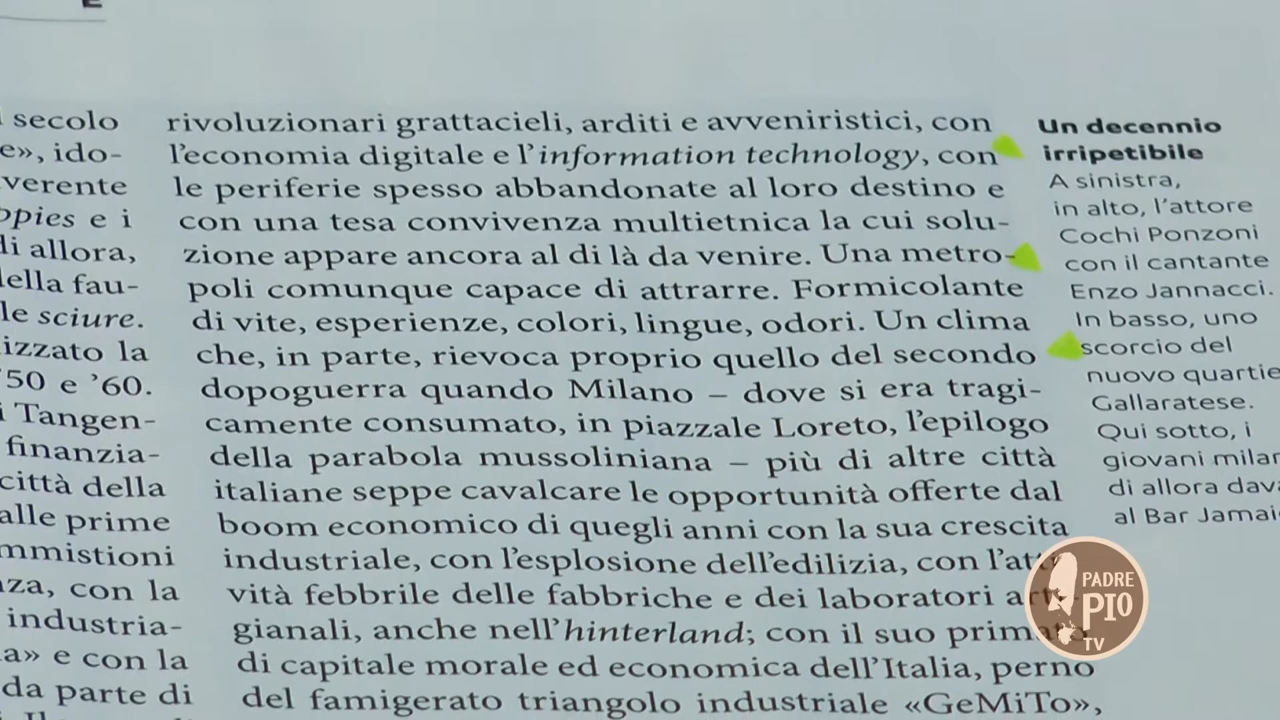 secolo
e», ido-
verente
ppies e i
di allora,
della fau-
le sciure.
izzato la
'50 e '60.
i Tangen-
finanzia-
città della
alle prime
mmistioni
nza, con la
industria-
a» e con la
da parte di
rivoluzionari grattacieli, arditi e avveniristici, con
l'economia digitale e l'information technology, con
le periferie spesso abbandonate al loro destino e
con una tesa convivenza multietnica la cui solu-
zione appare ancora al di là da venire. Una metro-
poli comunque capace di attrarre. Formicolante
di vite, esperienze, colori, lingue, odori. Un clima
che, in parte, rievoca proprio quello del secondo
dopoguerra quando Milano – dove si era tragi-
camente consumato, in piazzale Loreto, l'epilogo
della parabola mussoliniana – più di altre città
italiane seppe cavalcare le opportunità offerte dal
boom economico di quegli anni con la sua crescita
industriale, con l'esplosione dell'edilizia, con l'atti
vità febbrile delle fabbriche e dei laboratori arti
gianali, anche nell'hinterland; con il suo primato
di capitale morale ed economica dell'Italia, perno
del famigerato triangolo industriale «GeMiTo»,
Un decennio
irripetibile
A sinistra,
in alto, l'attore
Cochi Ponzoni
con il cantante
Enzo Jannacci.
In basso, uno
scorcio del
nuovo quartie
Gallaratese.
Qui sotto, i
giovani milan
di allora dava
al Bar Jamaic
PADRE
PIO
TV